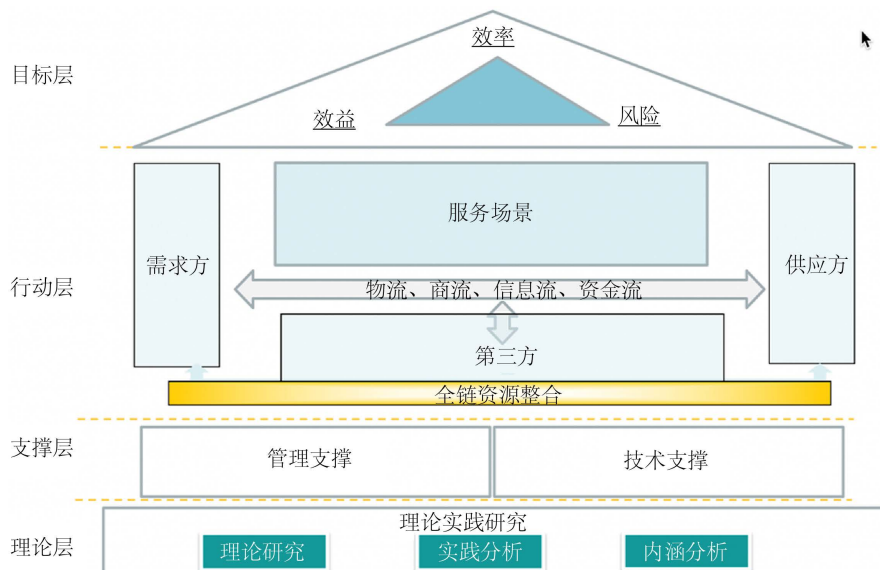 效率
目标层
效益
风险
服务场景
需求方
供应方
行动层
物流、商流、信息流、资金流
第三方
全链资源整合
支撑层
管理支撑
技术支撑
理论实践研究
理论层
理论研究
实践分析
内涵分析